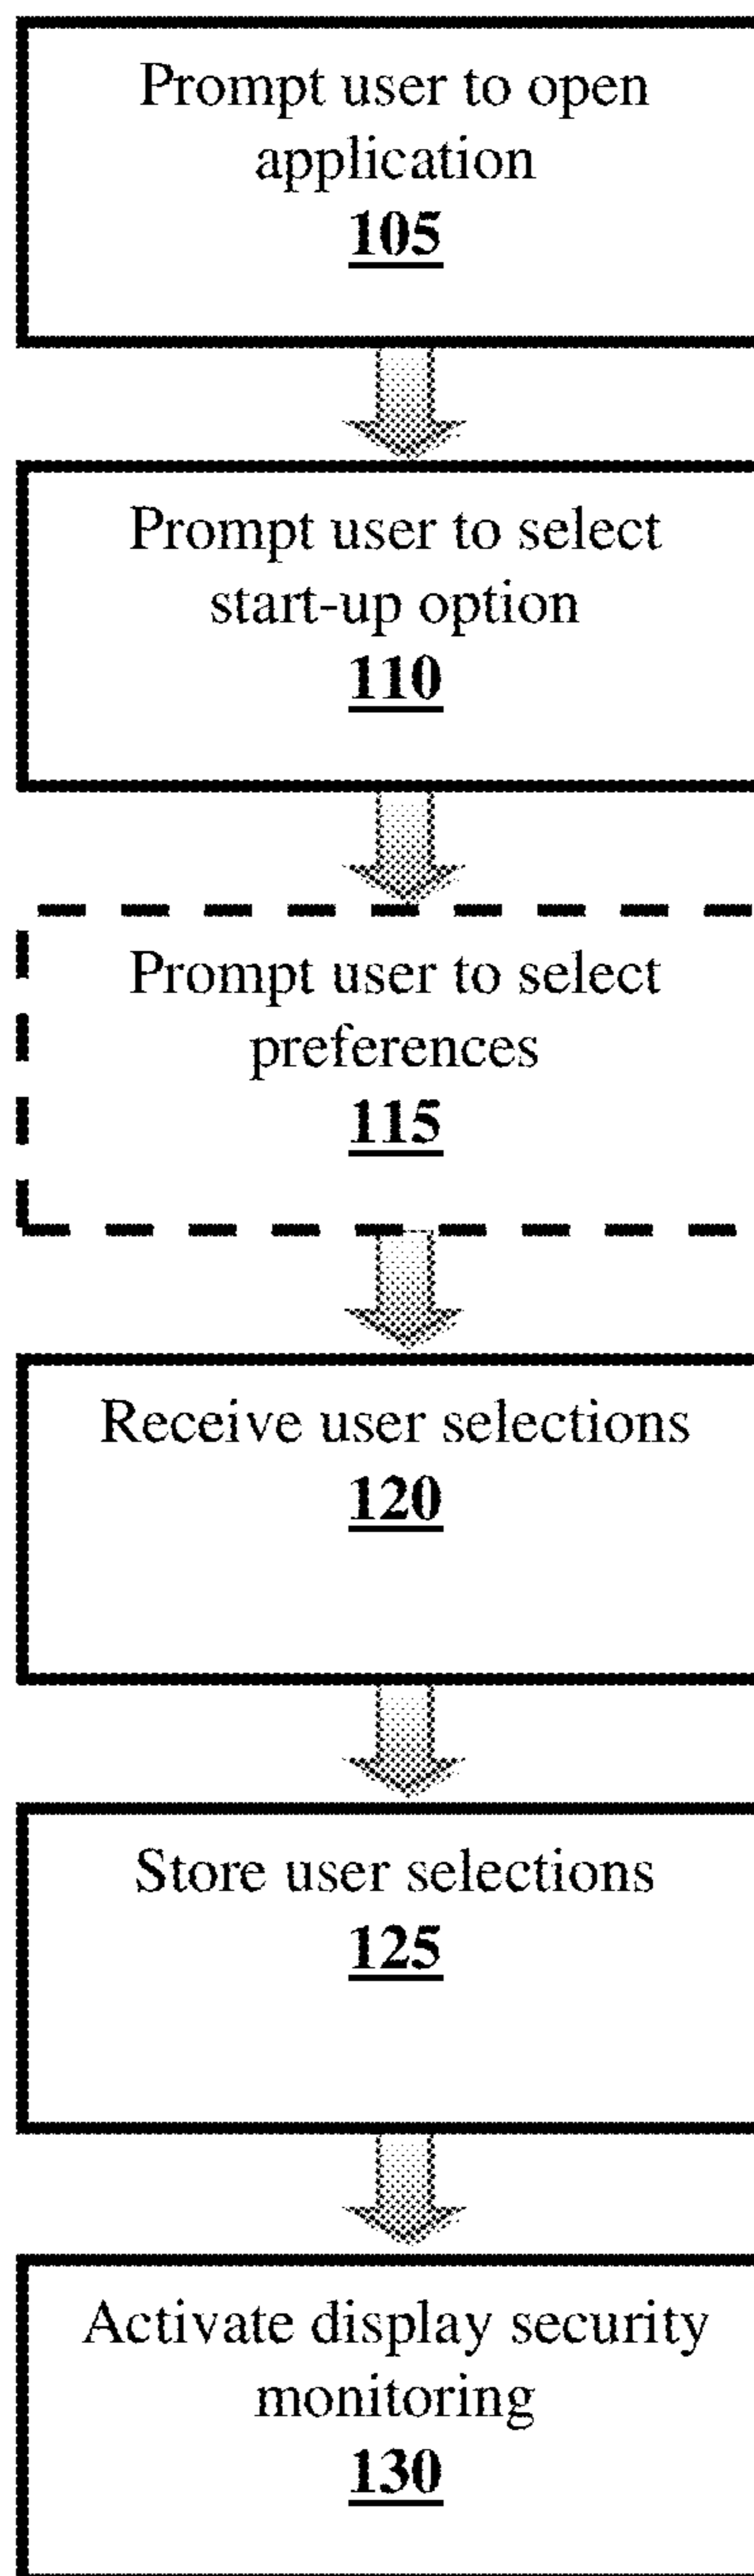 Prompt user to open
application
105
Prompt user to select
start-up option
110
Prompt user to select
preferences
115
Receive user selections
120
Store user selections
125
Activate display security
monitoring
130